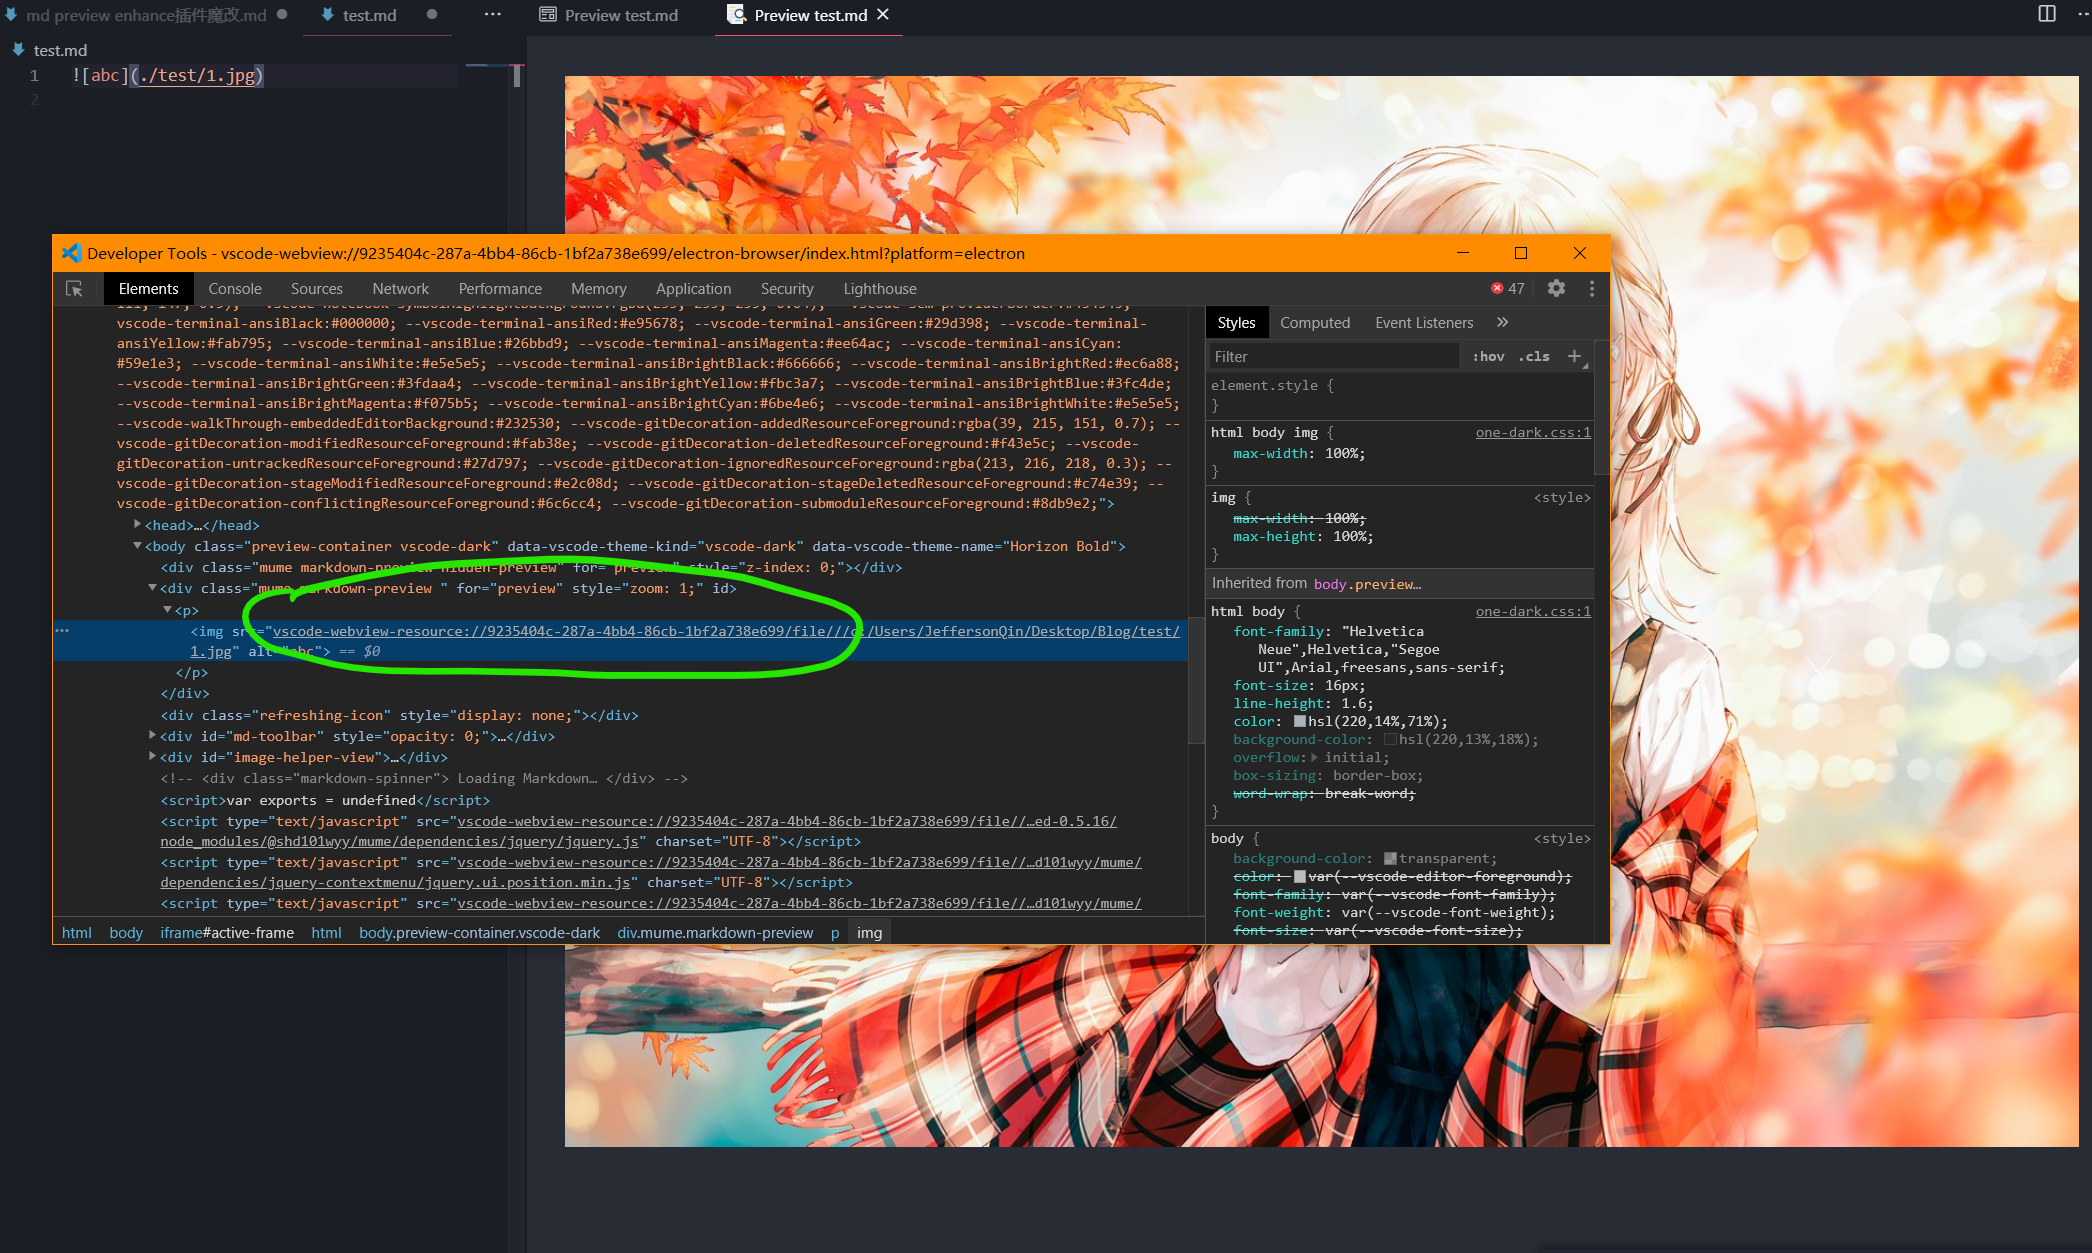 md preview enhance插件魔改.md
test.md
Preview test.md
Preview test.md
test.md
1
![abc](./test/1.jpg)
2
Developer Tools - vscode-webview://9235404c-287a-4bb4-86cb-1bf2a738e699/electron-browser/index.html?platform=electron
Elements
Console
Sources
Network
Performance
Memory
Application
Security
Lighthouse
47
vscode-terminal-ansiBlack:#000000; --vscode-terminal-ansiRed:#e95678; --vscode-terminal-ansiGreen:#29d398; --vscode-terminal-
ansiYellow:#fab795; --vscode-terminal-ansiBlue:#26bbd9; --vscode-terminal-ansiMagenta:#ee64ac; --vscode-terminal-ansiCyan:
#59e1e3; --vscode-terminal-ansiWhite:#e5e5e5; --vscode-terminal-ansiBrightBlack:#666666; --vscode-terminal-ansiBrightRed:#ec6a88;
--vscode-terminal-ansiBrightGreen:#3fdaa4; --vscode-terminal-ansiBrightYellow:#fbc3a7; --vscode-terminal-ansiBrightBlue:#3fc4de;
--vscode-terminal-ansiBrightMagenta:#f075b5; --vscode-terminal-ansiBrightCyan:#6be4e6; --vscode-terminal-ansiBrightWhite:#e5e5e5;
--vscode-walkThrough-embeddedEditorBackground:#232530; --vscode-gitDecoration-addedResourceForeground:rgba(39, 215, 151, 0.7); --
vscode-gitDecoration-modifiedResourceForeground:#fab38e; --vscode-gitDecoration-deletedResourceForeground:#f43e5c; --vscode-
gitDecoration-untrackedResourceForeground:#27d797; --vscode-gitDecoration-ignoredResourceForeground:rgba(213, 216, 218, 0.3); --
vscode-gitDecoration-stageModifiedResourceForeground:#e2c08d; --vscode-gitDecoration-stageDeletedResourceForeground:#c74e39; --
vscode-gitDecoration-conflictingResourceForeground:#6c6cc4; --vscode-gitDecoration-submoduleResourceForeground:#8db9e2;">
<head>…</head>
<body class="preview-container vscode-dark" data-vscode-theme-kind="vscode-dark" data-vscode-theme-name="Horizon Bold">
<div class="mume markdown-preview hidden-preview" for="preview" style="z-index: 0;"></div>
<div class="mume markdown-preview " for="preview" style="zoom: 1;" id>
<p>
<img src="vscode-webview-resource://9235404c-287a-4bb4-86cb-1bf2a738e699/file///c:/Users/JeffersonQin/Desktop/Blog/test/
1.jpg" alt="abc"> == $0
</p>
</div>
<div class="refreshing-icon" style="display: none;"></div>
<div id="md-toolbar" style="opacity: 0;">…</div>
<div id="image-helper-view">…</div>
<!-- <div class="markdown-spinner"> Loading Markdown… </div> -->
<script>var exports = undefined</script>
<script type="text/javascript" src="vscode-webview-resource://9235404c-287a-4bb4-86cb-1bf2a738e699/file//…ed-0.5.16/
node_modules/@shd101wyy/mume/dependencies/jquery/jquery.js" charset="UTF-8"></script>
<script type="text/javascript" src="vscode-webview-resource://9235404c-287a-4bb4-86cb-1bf2a738e699/file//…d101wyy/mume/
dependencies/jquery-contextmenu/jquery.ui.position.min.js" charset="UTF-8"></script>
<script type="text/javascript" src="vscode-webview-resource://9235404c-287a-4bb4-86cb-1bf2a738e699/file//…d101wyy/mume/
html body iframe#active-frame html body.preview-container.vscode-dark div.mume.markdown-preview p img
Styles
Computed
Event Listeners
Filter
:hov .cls
element.style {
}
html body img {
one-dark.css:1
max-width: 100%;
}
img {
<style>
max-width: 100%;
max-height: 100%;
}
Inherited from body.preview…
html body {
one-dark.css:1
font-family: "Helvetica
Neue",Helvetica,"Segoe
UI",Arial,freesans,sans-serif;
font-size: 16px;
line-height: 1.6;
color: hsl(220,14%,71%);
background-color: hsl(220,13%,18%);
overflow: initial;
box-sizing: border-box;
word-wrap: break-word;
}
body {
<style>
background-color: transparent;
color: var(--vscode-editor-foreground);
font-family: var(--vscode-font-family);
font-weight: var(--vscode-font-weight);
font-size: var(--vscode-font-size);